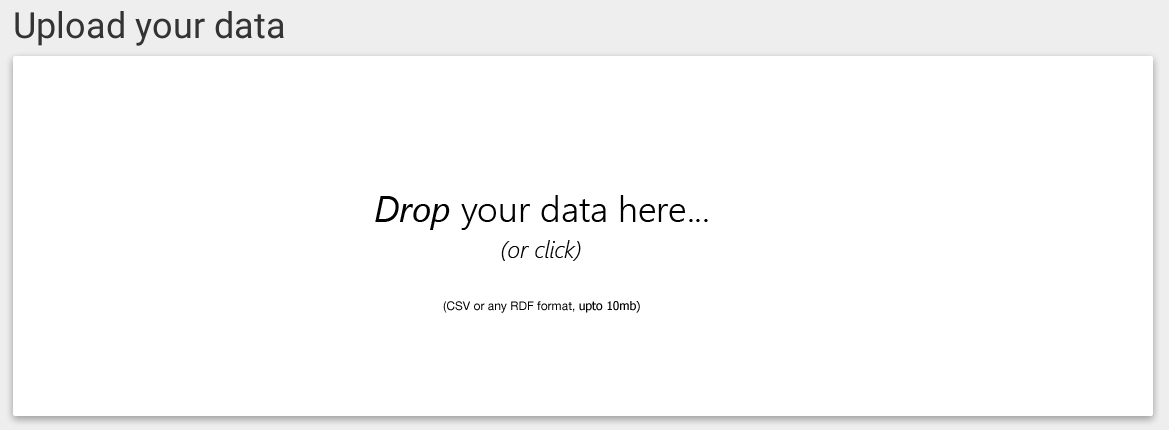 Upload your data
Drop your data here...
(or click)
(CSV or any RDF format, upto 10mb)